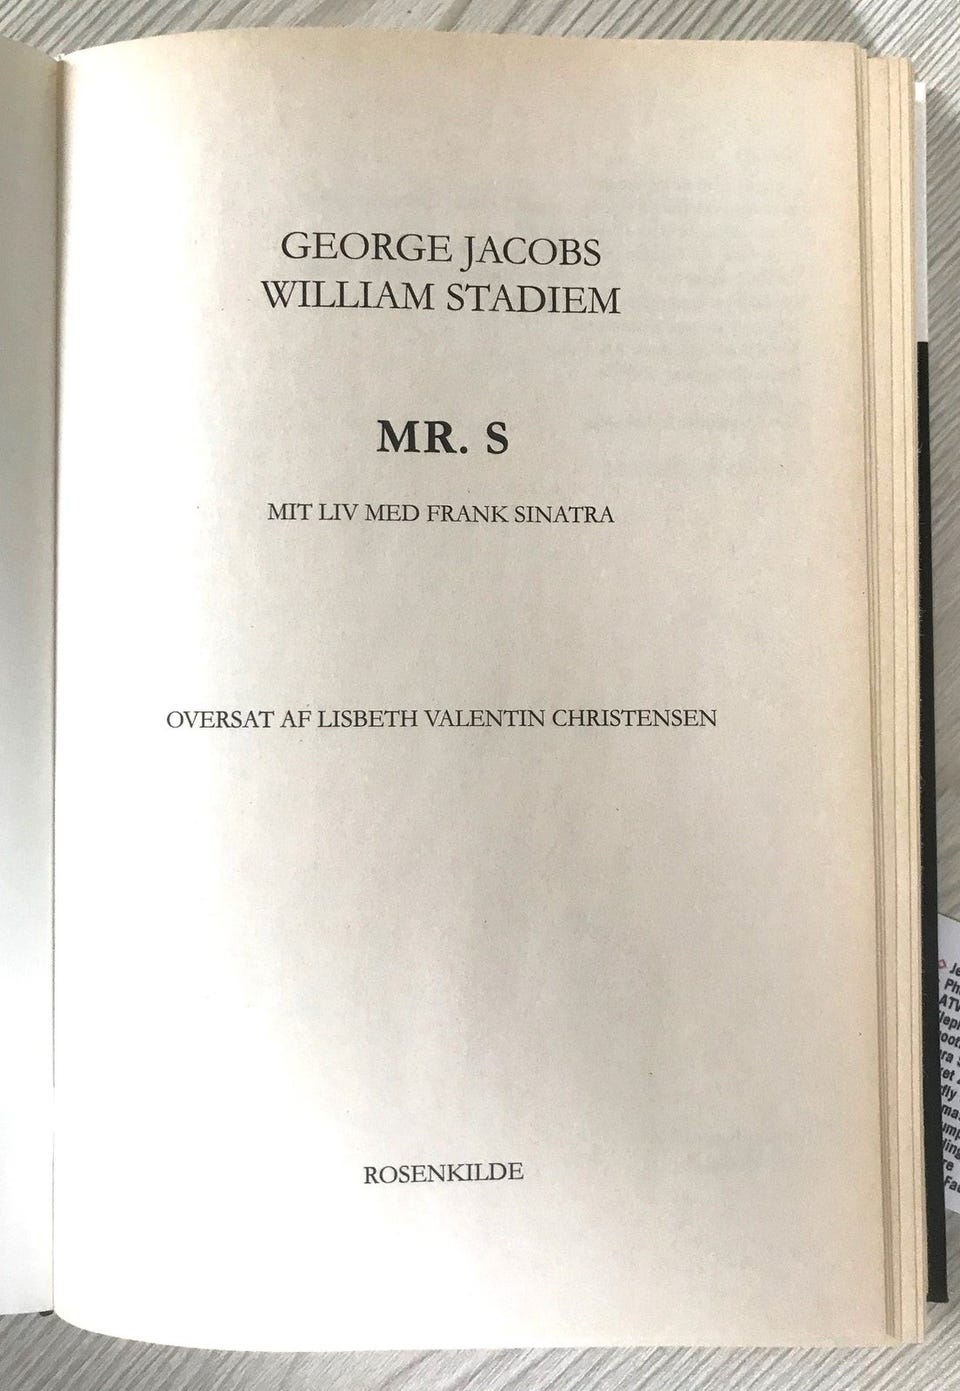 GEORGE JACOBS
WILLIAM STADIEM
MR. S
MIT LIV MED FRANK SINATRA
OVERSAT AF LISBETH VALENTIN CHRISTENSEN
ROSENKILDE